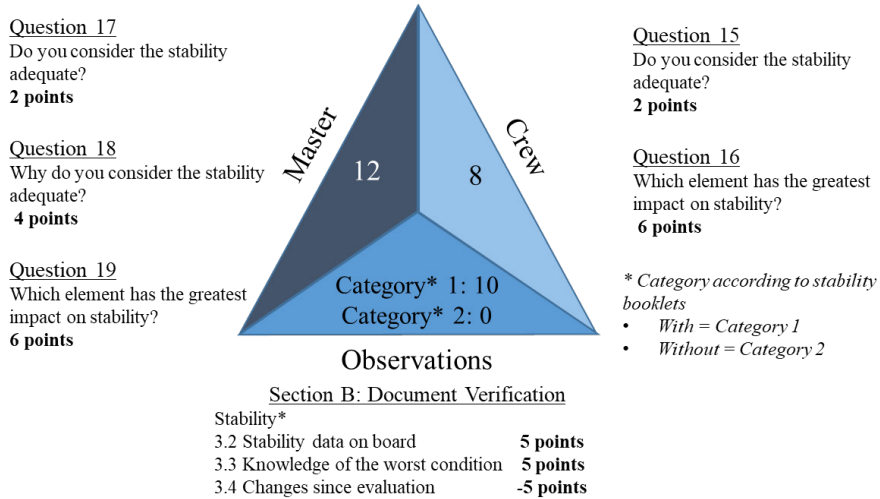 Question 17
Do you consider the stability
adequate?
2 points
Question 18
Why do you consider the stability
adequate?
4 points
Question 19
Which element has the greatest
impact on stability?
6 points
Master
12
Crew
8
Category* 1: 10
Category* 2: 0
Observations
Question 15
Do you consider the stability
adequate?
2 points
Question 16
Which element has the greatest
impact on stability?
6 points
* Category according to stability
booklets
• With = Category 1
• Without = Category 2
Section B: Document Verification
Stability*
3.2 Stability data on board 5 points
3.3 Knowledge of the worst condition 5 points
3.4 Changes since evaluation -5 points